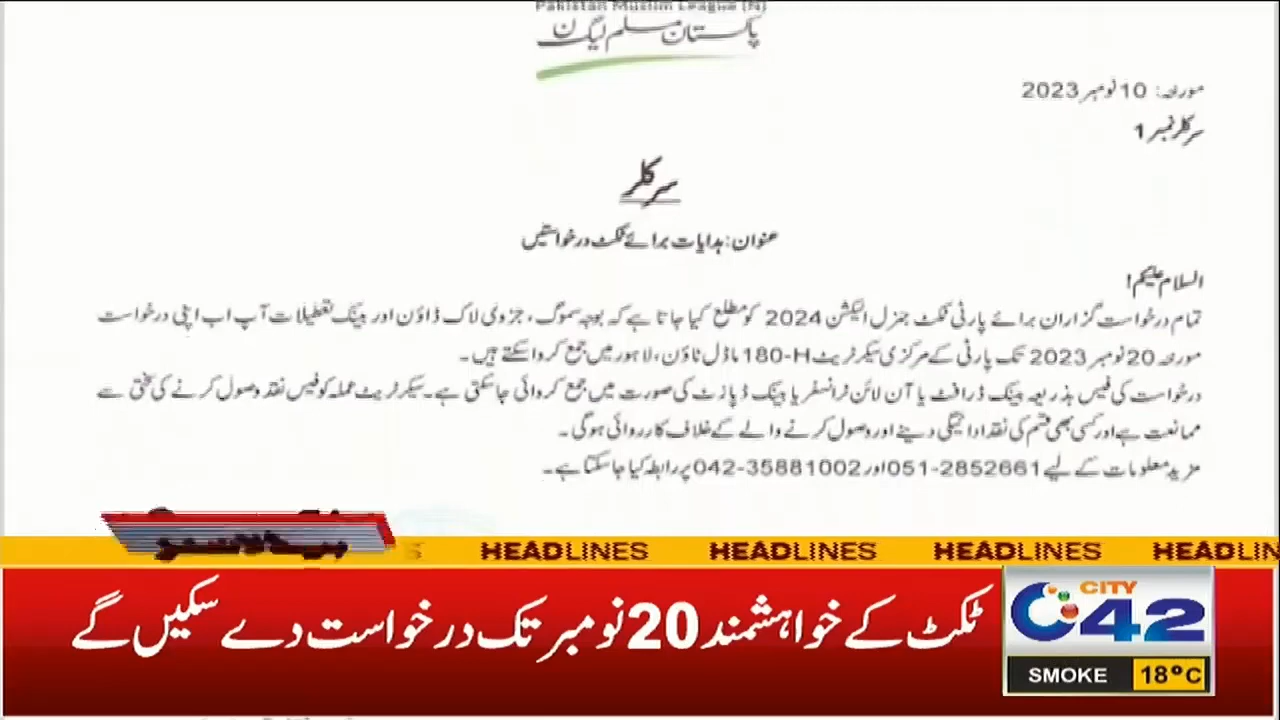 Pakistan Muslim League (N)
پاکستان مسلم لیگ ن
مورخہ: 10 نومبر 2023
سرکلر نمبر 1
سرکلر
عنوان: ہدایات برائے ٹکٹ درخواستیں
السلام علیکم!
تمام درخواست گزاران برائے پارٹی ٹکٹ جنرل الیکشن 2024 کو مطلع کیا جاتا ہے کہ بوجہ سموگ، جزوی لاک ڈاؤن اور بینک تعطیلات آپ اب اپنی درخواست
مورخہ 20 نومبر 2023 تک پارٹی کے مرکزی سیکرٹریٹ 180-H ماڈل ٹاؤن، لاہور میں جمع کروا سکتے ہیں۔
درخواست کی فیس بذریعہ بینک ڈرافٹ یا آن لائن ٹرانسفر یا بینک ڈپازٹ کی صورت میں جمع کروائی جا سکتی ہے۔ سیکرٹریٹ عملہ کو فیس نقد وصول کرنے کی سختی سے
ممانعت ہے اور کسی بھی قسم کی نقد ادائیگی دینے اور وصول کرنے والے کے خلاف کارروائی ہوگی۔
مزید معلومات کے لیے 051-2852661 اور 042-35881002 پر رابطہ کیا جا سکتا ہے۔
HEADLINES HEADLINES HEADLINES HEADLIN
ٹکٹ کے خواہشمند 20 نومبر تک درخواست دے سکیں گے
CITY
42
SMOKE 18°C